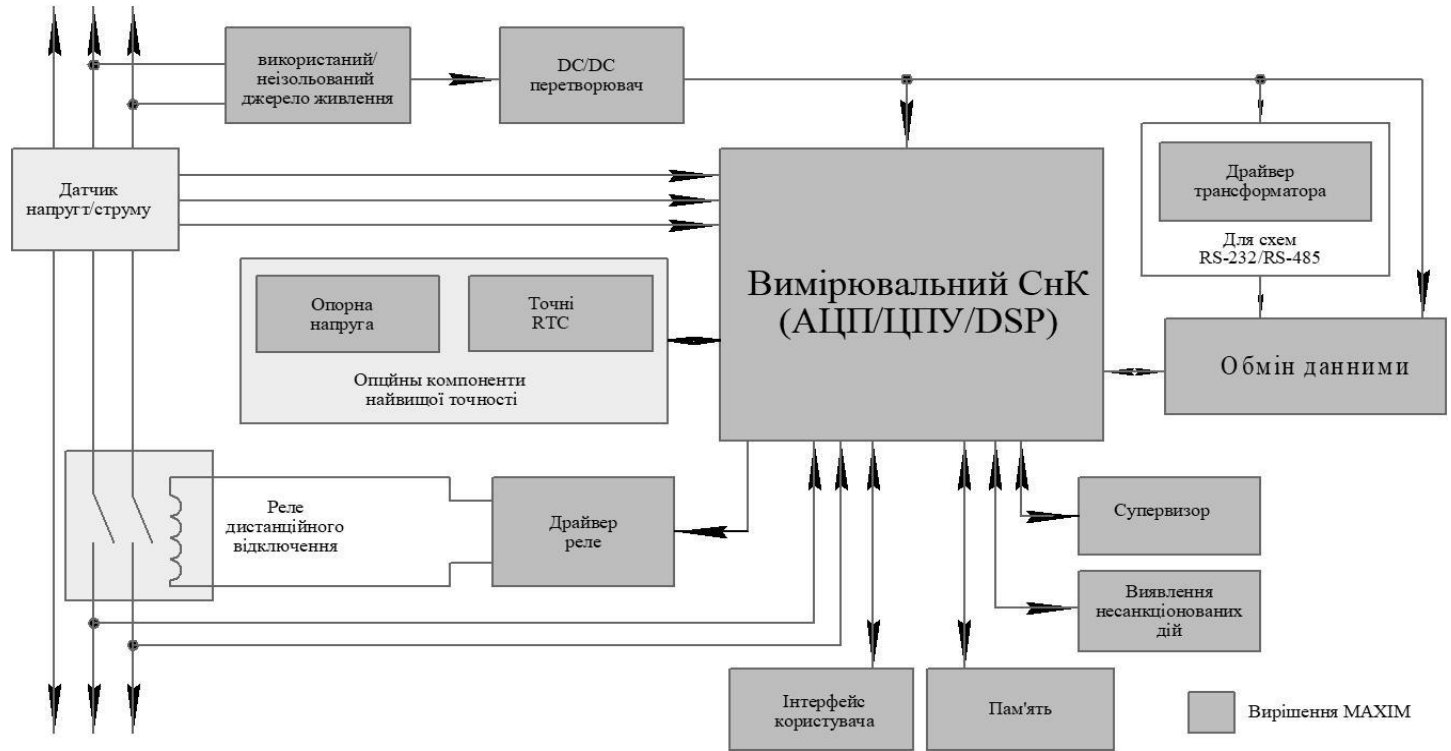 використаний/
неізольований
джерело живлення
DC/DC
перетворювач
Датчик
напругт/струму
Драйвер
трансформатора
Для схем
RS-232/RS-485
Вимірювальний СнК
(АЦП/ЦПУ/DSP)
Опорна
напруга
Точні
RTC
Опційны компоненти
найвищої точності
Обмін данними
Реле
дистанційного
відключення
Драйвер
реле
Супервизор
Виявлення
несанкціонованих
дій
Інтерфейс
користувача
Пам'ять
Вирішення MAXIM